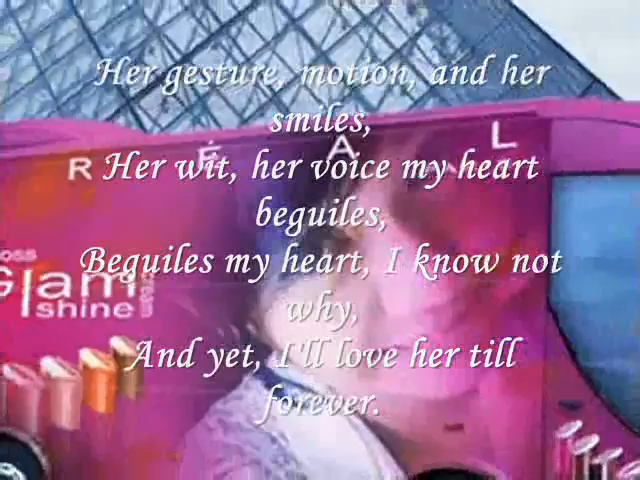 Her gesture, motion, and her
smiles,
R E A L
Her wit, her voice my heart
beguiles,
Beguiles my heart, I know not
Glam
shine
why,
And yet, I'll love her till
forever.